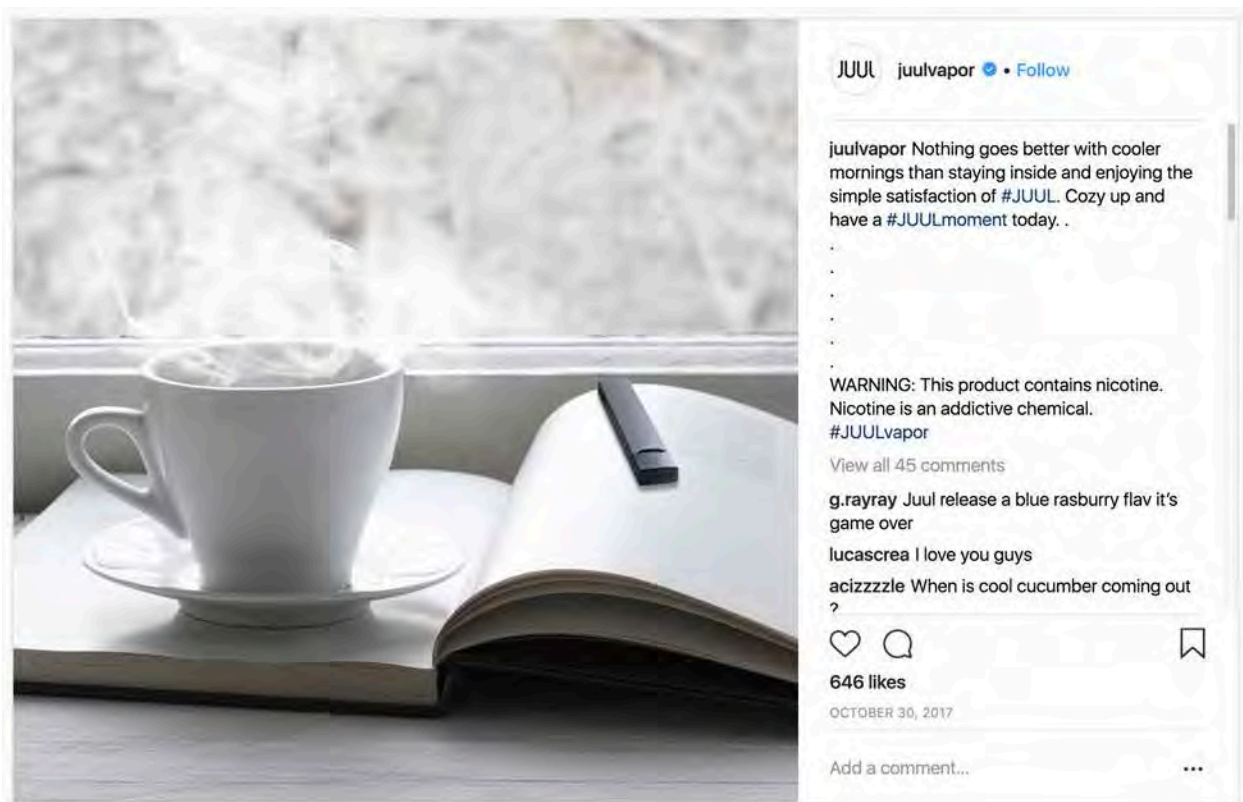 JUUL juulvapor • Follow
juulvapor Nothing goes better with cooler
mornings than staying inside and enjoying the
simple satisfaction of #JUUL. Cozy up and
have a #JUULmoment today. .
.
.
.
.
.
.
WARNING: This product contains nicotine.
Nicotine is an addictive chemical.
#JUULvapor
View all 45 comments
g.rayray Juul release a blue rasburry flav it's
game over
lucascrea I love you guys
acizzzzle When is cool cucumber coming out
?
646 likes
OCTOBER 30, 2017
Add a comment...